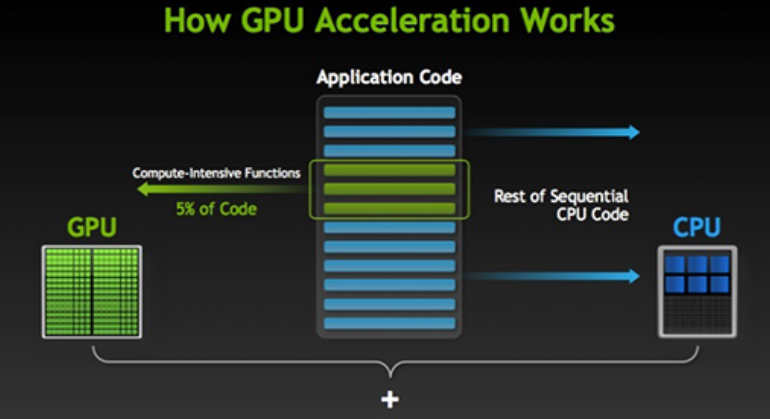 How GPU Acceleration Works
Application Code
Compute-Intensive Functions
5% of Code
Rest of Sequential
CPU Code
GPU
CPU
+